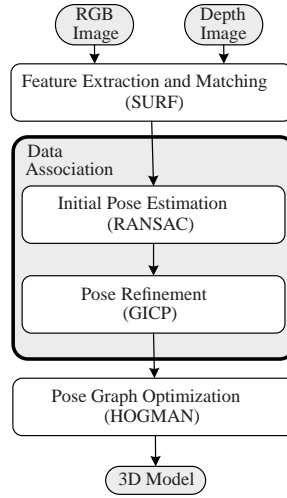 RGB
Image
Depth
Image
Feature Extraction and Matching
(SURF)
Data
Association
Initial Pose Estimation
(RANSAC)
Pose Refinement
(GICP)
Pose Graph Optimization
(HOGMAN)
3D Model